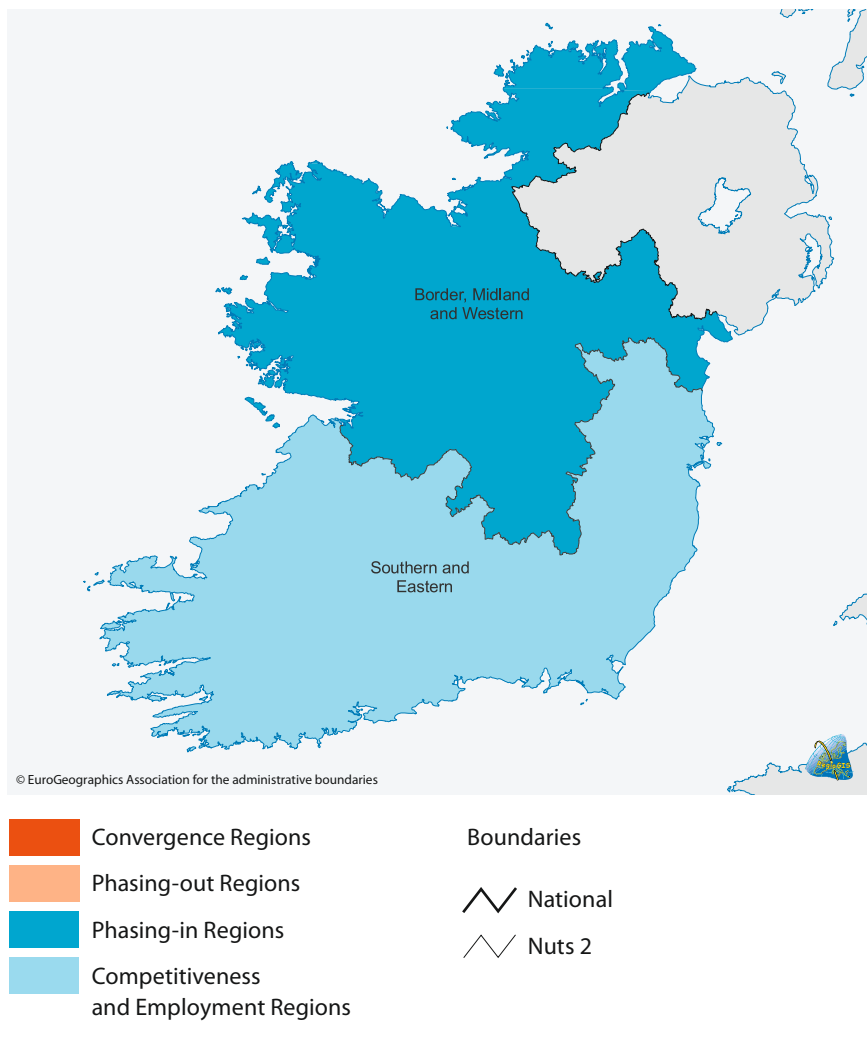 Border, Midland
and Western
Southern and
Eastern
© EuroGeographics Association for the administrative boundaries
RegioGIS
Convergence Regions
Phasing-out Regions
Phasing-in Regions
Competitiveness
and Employment Regions
Boundaries
National
Nuts 2